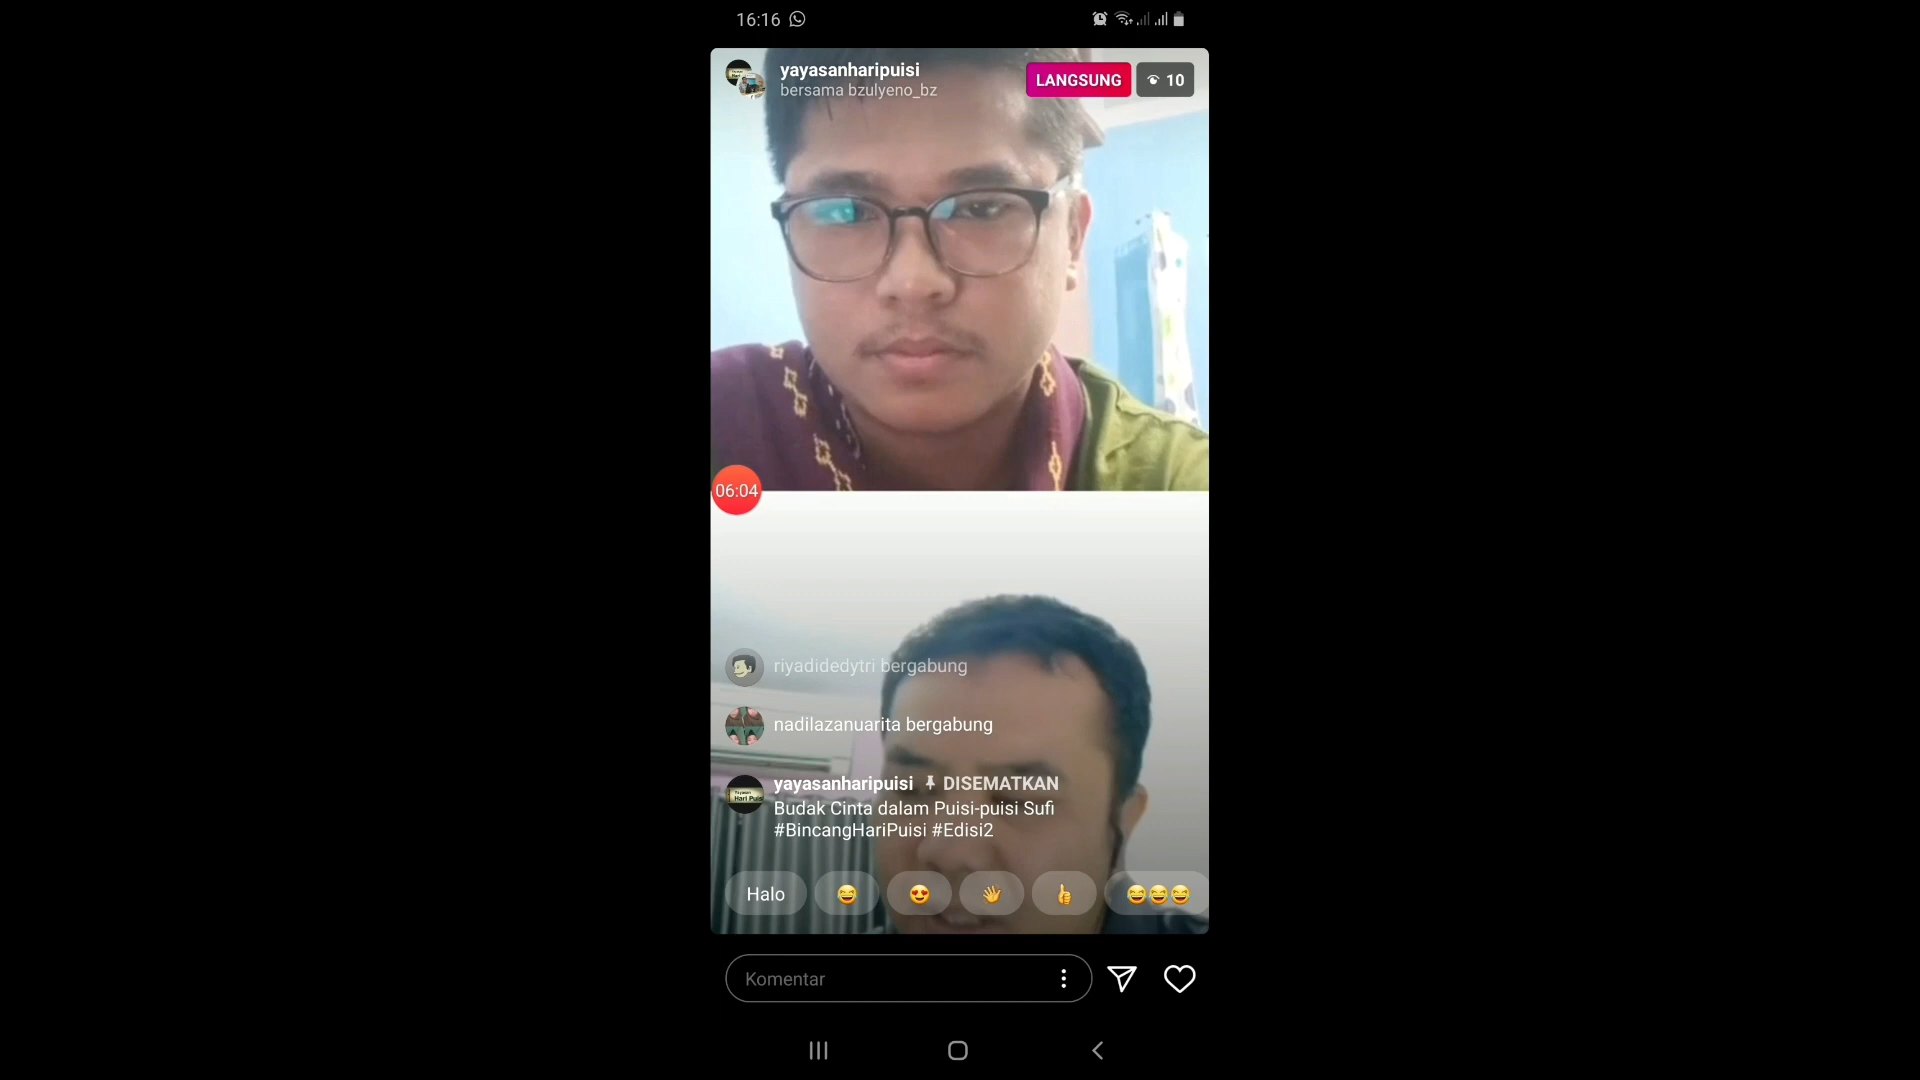 16:16
yayasanharipuisi
bersama bzulyeno_bz
LANGSUNG
10
06:04
riyadidedytri bergabung
nadilazanuarita bergabung
yayasanharipuisi DISEMATKAN
Budak Cinta dalam Puisi-puisi Sufi
#BincangHariPuisi #Edisi2
Halo
Komentar